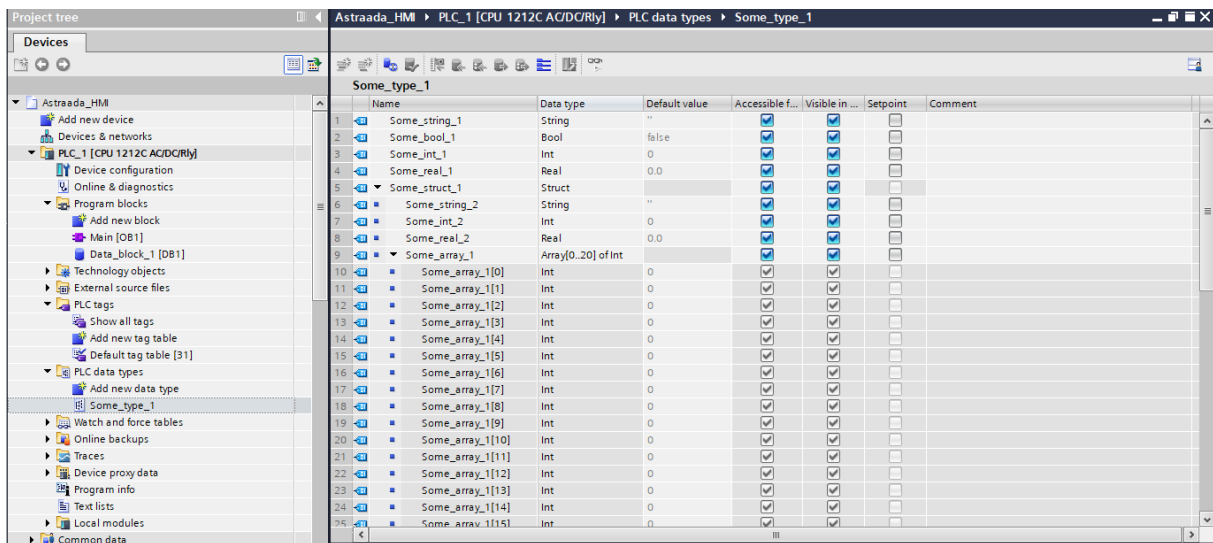 Project tree
Astraada_HMI ▸ PLC_1 [CPU 1212C AC/DC/Rly] ▸ PLC data types ▸ Some_type_1
Devices
Some_type_1
Name Data type Default value Accessible f... Visible in ... Setpoint Comment
1 Some_string_1 String ''
2 Some_bool_1 Bool false
3 Some_int_1 Int 0
4 Some_real_1 Real 0.0
5 Some_struct_1 Struct
6 Some_string_2 String ''
7 Some_int_2 Int 0
8 Some_real_2 Real 0.0
9 Some_array_1 Array[0..20] of Int
10 Some_array_1[0] Int 0
11 Some_array_1[1] Int 0
12 Some_array_1[2] Int 0
13 Some_array_1[3] Int 0
14 Some_array_1[4] Int 0
15 Some_array_1[5] Int 0
16 Some_array_1[6] Int 0
17 Some_array_1[7] Int 0
18 Some_array_1[8] Int 0
19 Some_array_1[9] Int 0
20 Some_array_1[10] Int 0
21 Some_array_1[11] Int 0
22 Some_array_1[12] Int 0
23 Some_array_1[13] Int 0
24 Some_array_1[14] Int 0
25 Some_array_1[15] Int 0
Astraada_HMI
Add new device
Devices & networks
PLC_1 [CPU 1212C AC/DC/Rly]
Device configuration
Online & diagnostics
Program blocks
Add new block
Main [OB1]
Data_block_1 [DB1]
Technology objects
External source files
PLC tags
Show all tags
Add new tag table
Default tag table [31]
PLC data types
Add new data type
Some_type_1
Watch and force tables
Online backups
Traces
Device proxy data
Program info
Text lists
Local modules
Common data